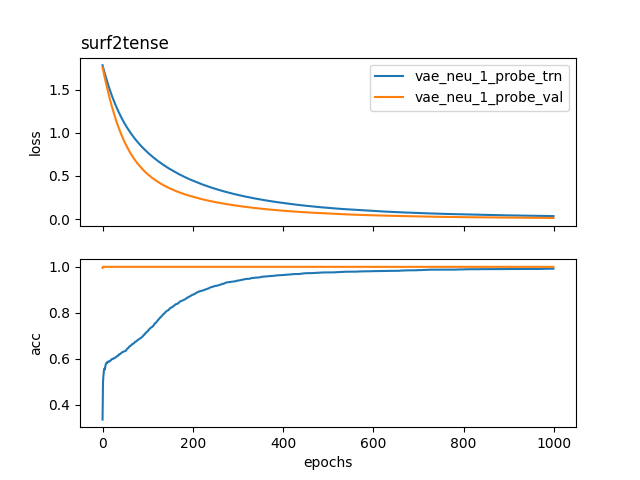 surf2tense
1.5
1.0
0.5
0.0
loss
vae_neu_1_probe_trn
vae_neu_1_probe_val
1.0
0.8
0.6
0.4
acc
0 200 400 600 800 1000
epochs